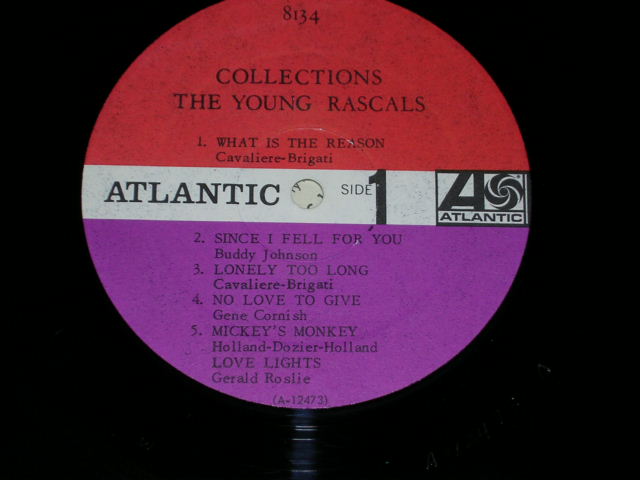 8134
COLLECTIONS
THE YOUNG RASCALS
1. WHAT IS THE REASON
Cavaliere-Brigati
ATLANTIC SIDE 1
ATLANTIC
2. SINCE I FELL FOR YOU
Buddy Johnson
3. LONELY TOO LONG
Cavaliere-Brigati
4. NO LOVE TO GIVE
Gene Cornish
5. MICKEY'S MONKEY
Holland-Dozier-Holland
LOVE LIGHTS
Gerald Roslie
(A-12473)